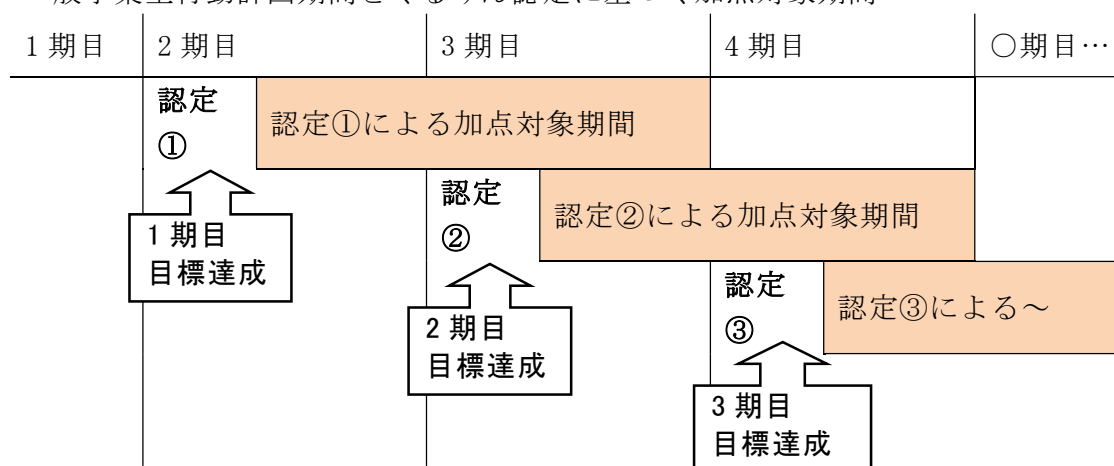 般事業主行動計画期間とくるみん認定に基づく加点対象期間
1期目 2期目 3期目 4期目 〇期目…
認定
①
認定①による加点対象期間
1期目
目標達成
認定
②
認定②による加点対象期間
2期目
目標達成
認定
③
認定③による～
3期目
目標達成